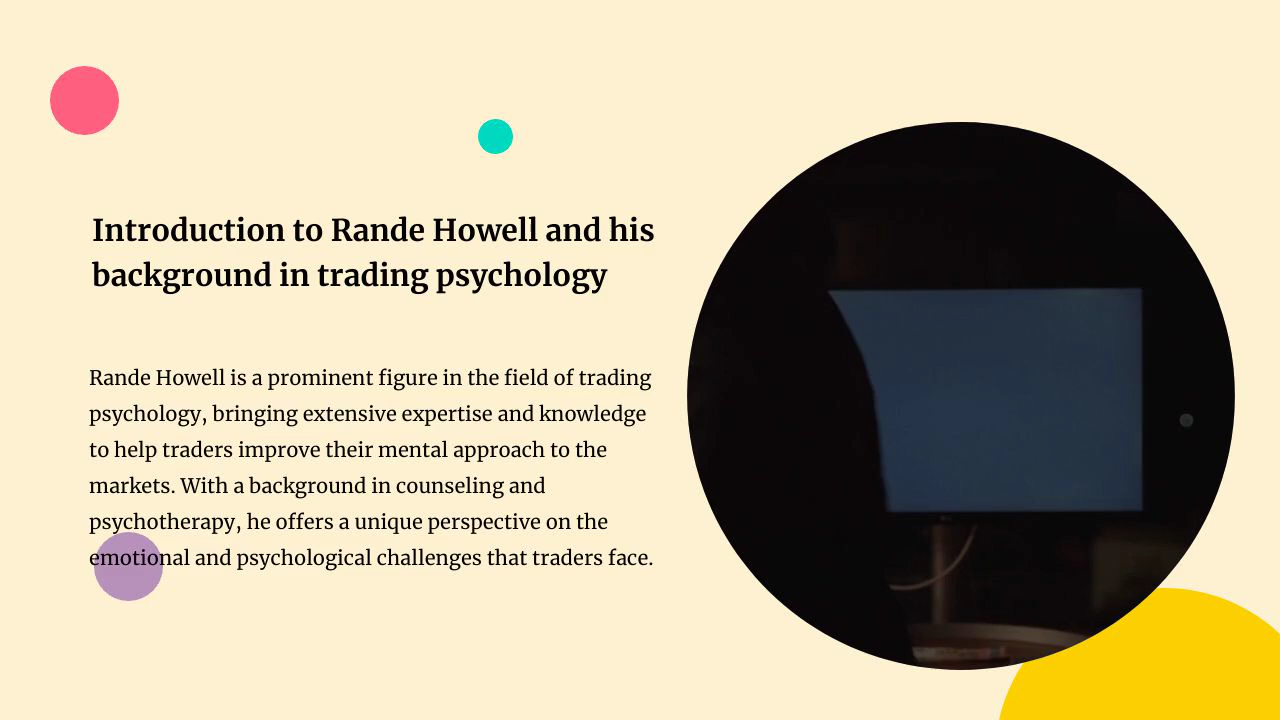 Introduction to Rande Howell and his
background in trading psychology
Rande Howell is a prominent figure in the field of trading
psychology, bringing extensive expertise and knowledge
to help traders improve their mental approach to the
markets. With a background in counseling and
psychotherapy, he offers a unique perspective on the
emotional and psychological challenges that traders face.